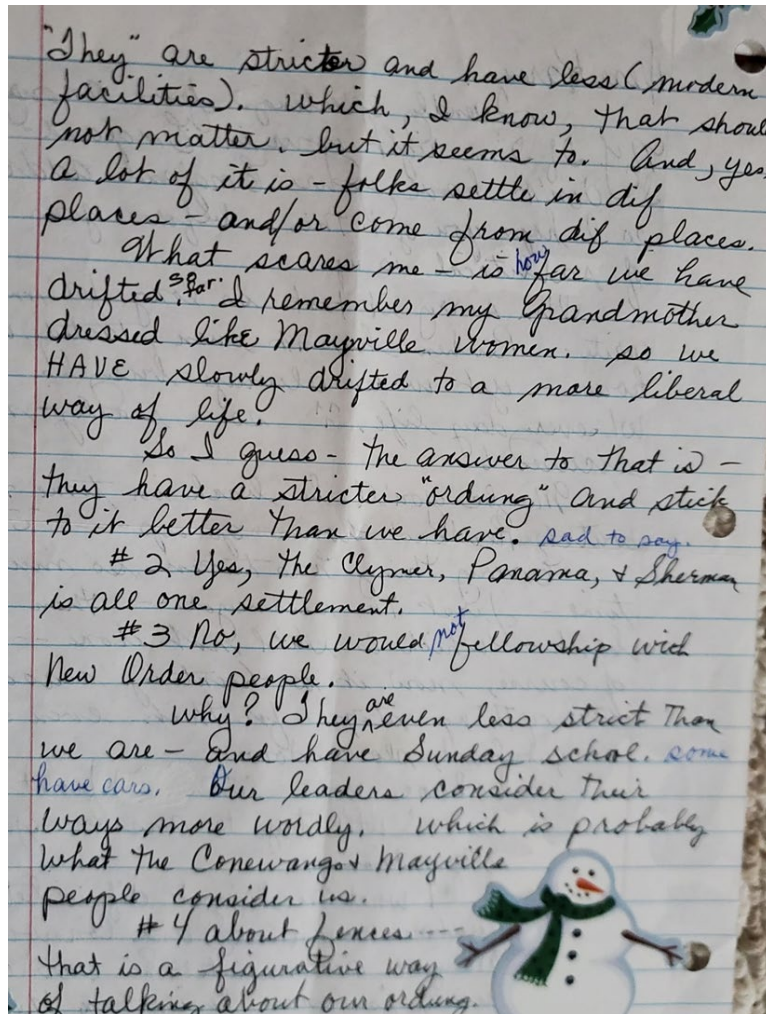 "They" are stricter and have less (modern
facilities). Which, I know, that shoul
not matter. but it seems to. And, yes,
a lot of it is - folks settle in dif
places - and/or come from dif places.
What scares me - is how far we have
drifted so far. I remember my Grandmother
dressed like Mayville women. so we
HAVE slowly drifted to a more liberal
way of life.
So I guess - the answer to that is -
they have a stricter "ordung" and stick
to it better than we have. sad to say.
#2 Yes, the Clymer, Panama, & Sherman
is all one settlement.
#3 No, we would not fellowship with
New Order people.
Why? They are even less strict than
we are - and have Sunday school. some
have cars. Our leaders consider their
ways more wordly. which is probably
what the Conewango & Mayville
people consider us.
#4 about fences ----
that is a figurative way
of talking about our ordung.